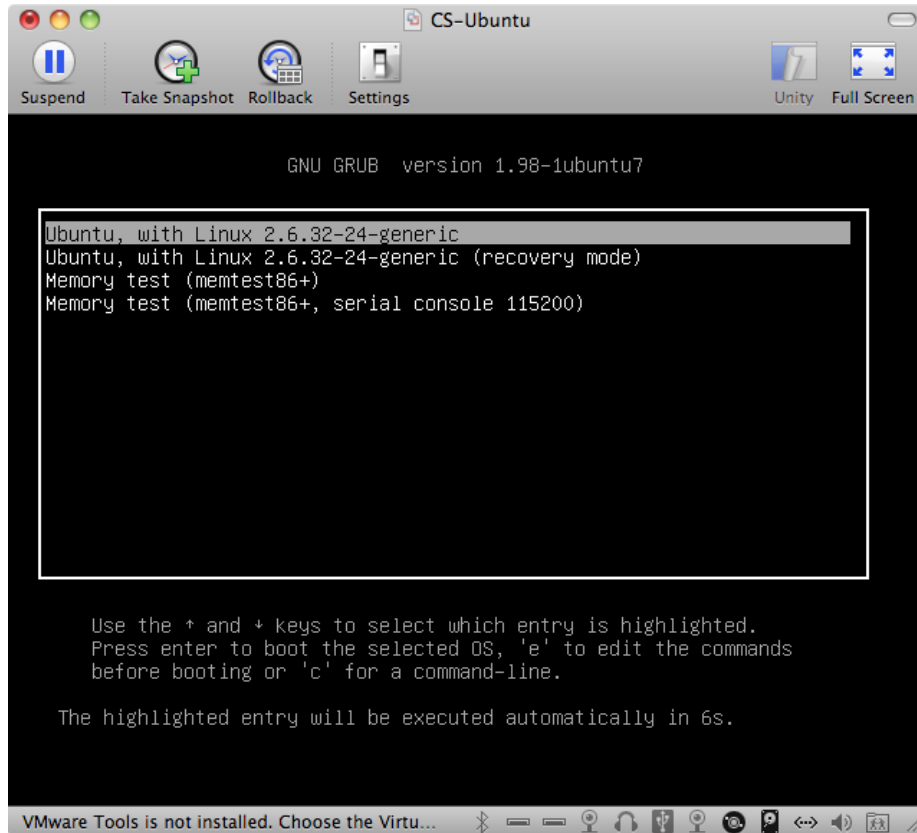 CS-Ubuntu
Suspend Take Snapshot Rollback Settings Unity Full Screen
GNU GRUB version 1.98-1ubuntu7
Ubuntu, with Linux 2.6.32-24-generic
Ubuntu, with Linux 2.6.32-24-generic (recovery mode)
Memory test (memtest86+)
Memory test (memtest86+, serial console 115200)
Use the ↑ and ↓ keys to select which entry is highlighted.
Press enter to boot the selected OS, 'e' to edit the commands
before booting or 'c' for a command-line.
The highlighted entry will be executed automatically in 6s.
VMware Tools is not installed. Choose the Virtu...